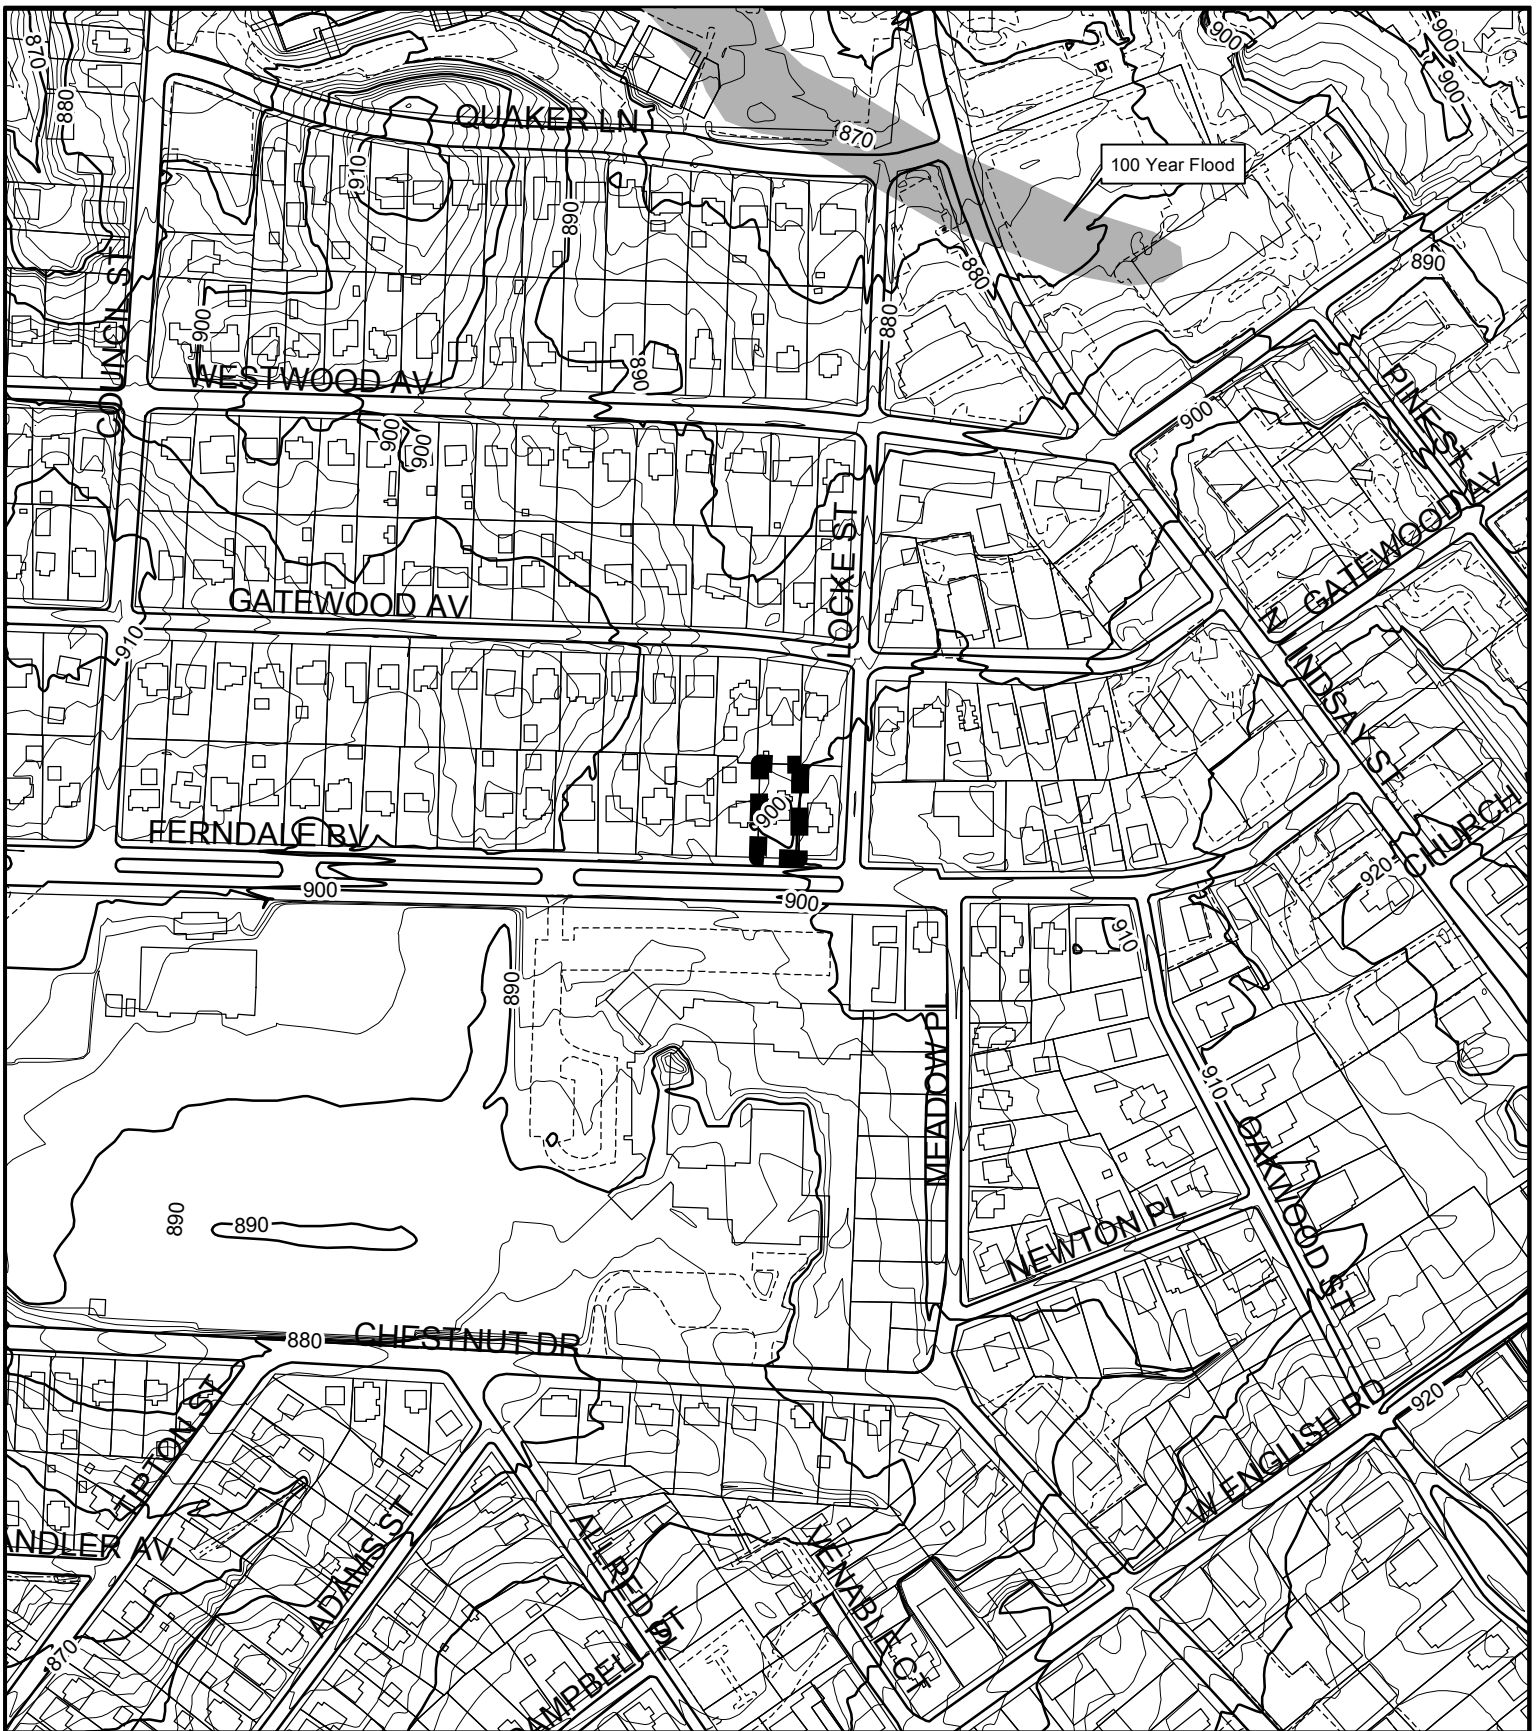 870
880
900
900
900
QUAKER LN
870
910
100 Year Flood
890
COUNCIL ST
880
880
890
900
WESTWOOD AV
890
PINE ST
900
900
900
GATEWOOD AV
LOCKE ST
GATEWOOD AV
910
N LINDSAY ST
900
FERNDALE BV
CHURCH
920
900
900
910
890
MEADOW PL
910
OAKWOOD ST
890
890
NEWTON PL
880
CHESTNUT DR
TIPTON ST
W ENGLISH RD
920
ANDLER AV
ADAMS ST
ALLRED PL
VENABLE CT
870
CAMPBELL ST